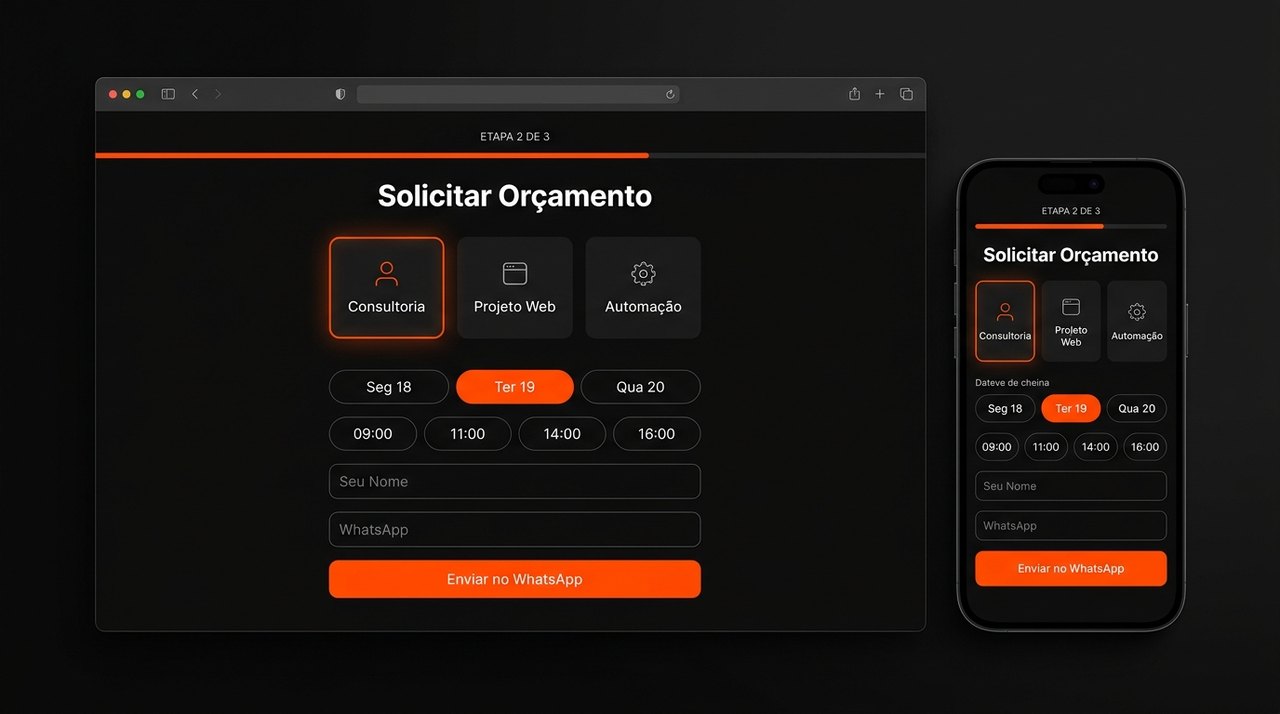 ETAPA 2 DE 3
Solicitar Orçamento
Consultoria Projeto Web Automação
Seg 18 Ter 19 Qua 20
09:00 11:00 14:00 16:00
Seu Nome
WhatsApp
Enviar no WhatsApp
ETAPA 2 DE 3
Solicitar Orçamento
Consultoria Projeto Automação
Web
Dateve de cheina
Seg 18 Ter 19 Qua 20
09:00 11:00 14:00 16:00
Seu Nome
WhatsApp
Enviar no WhatsApp